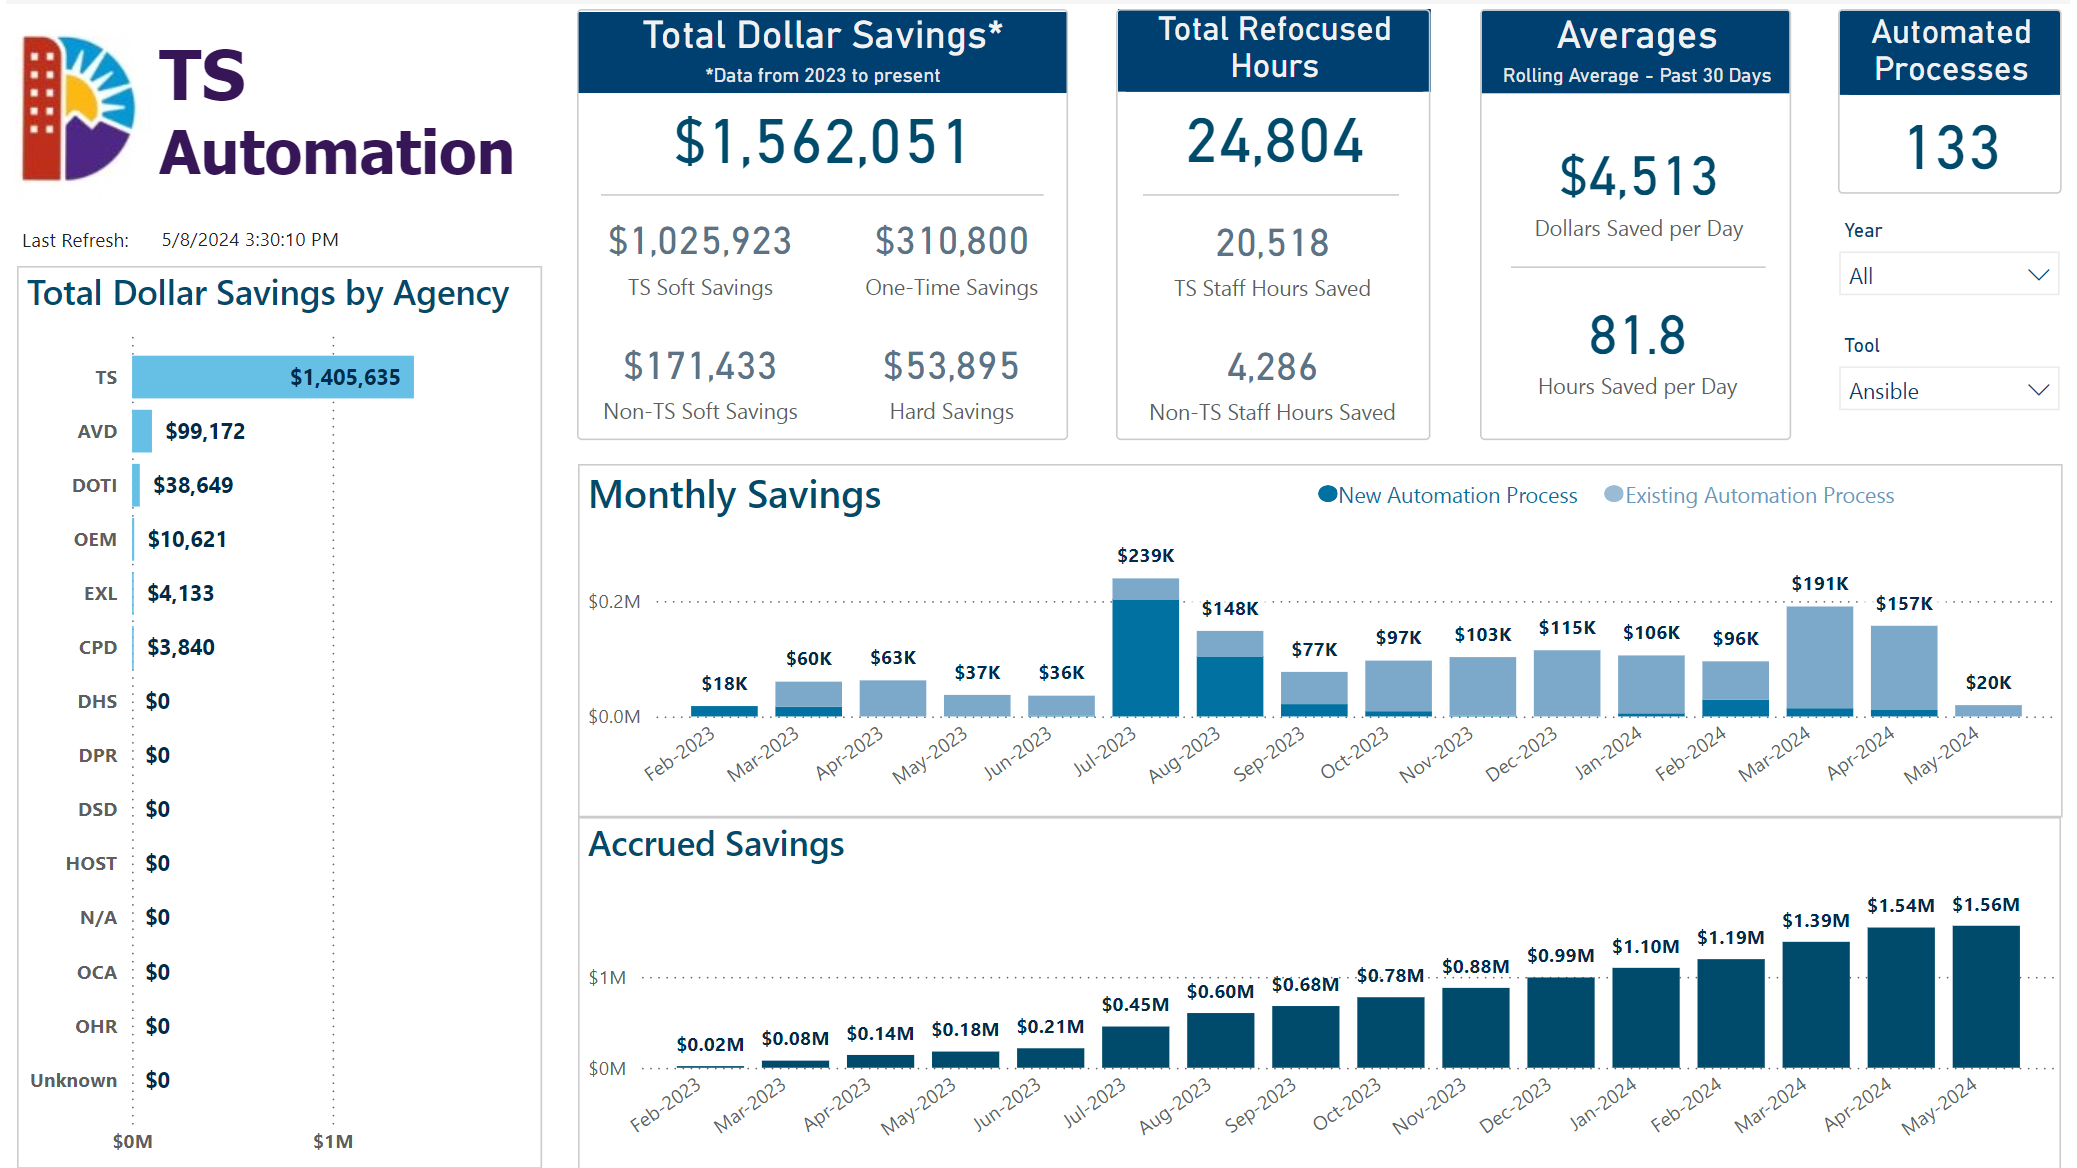 TS
Automation
Last Refresh: 5/8/2024 3:30:10 PM
Total Dollar Savings by Agency
TS $1,405,635
AVD $99,172
DOTI $38,649
OEM $10,621
EXL $4,133
CPD $3,840
DHS $0
DPR $0
DSD $0
HOST $0
N/A $0
OCA $0
OHR $0
Unknown $0
$0M $1M
Total Dollar Savings*
*Data from 2023 to present
$1,562,051
$1,025,923 $310,800
TS Soft Savings One-Time Savings
$171,433 $53,895
Non-TS Soft Savings Hard Savings
Total Refocused
Hours
24,804
20,518
TS Staff Hours Saved
4,286
Non-TS Staff Hours Saved
Averages
Rolling Average - Past 30 Days
$4,513
Dollars Saved per Day
81.8
Hours Saved per Day
Automated
Processes
133
Year
All
Tool
Ansible
Monthly Savings
New Automation Process Existing Automation Process
$0.2M
$0.0M
$18K $60K $63K $37K $36K $239K $148K $77K $97K $103K $115K $106K $96K $191K $157K $20K
Feb-2023 Mar-2023 Apr-2023 May-2023 Jun-2023 Jul-2023 Aug-2023 Sep-2023 Oct-2023 Nov-2023 Dec-2023 Jan-2024 Feb-2024 Mar-2024 Apr-2024 May-2024
Accrued Savings
$1M
$0M
$0.02M $0.08M $0.14M $0.18M $0.21M $0.45M $0.60M $0.68M $0.78M $0.88M $0.99M $1.10M $1.19M $1.39M $1.54M $1.56M
Feb-2023 Mar-2023 Apr-2023 May-2023 Jun-2023 Jul-2023 Aug-2023 Sep-2023 Oct-2023 Nov-2023 Dec-2023 Jan-2024 Feb-2024 Mar-2024 Apr-2024 May-2024